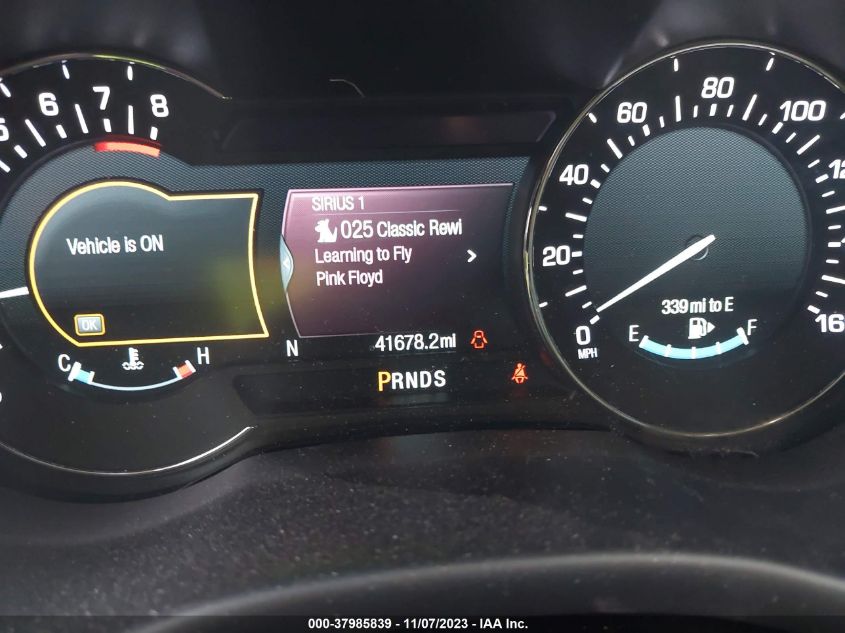 6 7 8
Vehicle is ON
OK
C H
SIRIUS 1
025 Classic Rewi
Learning to Fly
Pink Floyd
N 41678.2mi
PRNDS
0 20 40 60 80 100
MPH
339 mi to E
E F
000-37985839 - 11/07/2023 - IAA Inc.